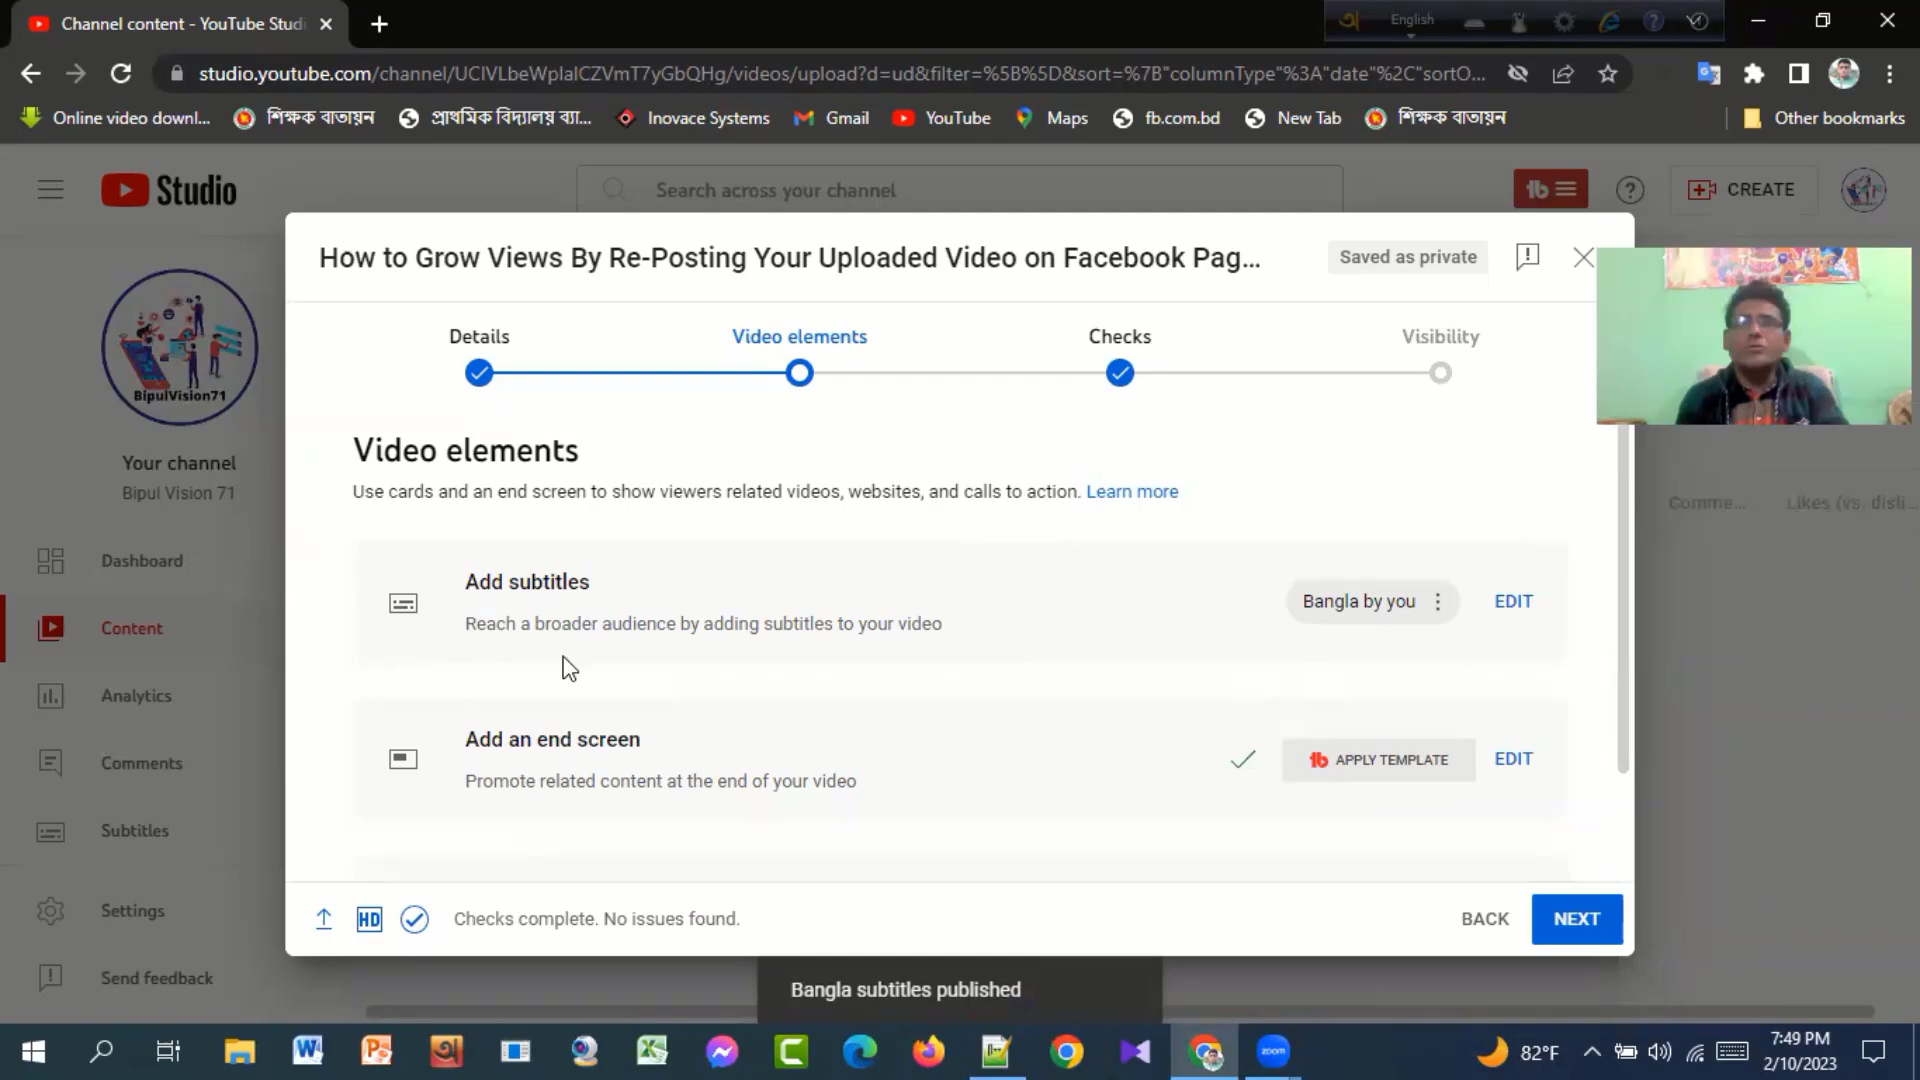 Channel content - YouTube Studi
English
studio.youtube.com/channel/UCIVLbeWplalCZVmT7yGbQHg/videos/upload?d=ud&filter=%5B%5D&sort=%7B"columnType"%3A"date"%2C"sortO...
Online video downl...
শিক্ষক বাতায়ন
প্রাথমিক বিদ্যালয় ব্যা...
Inovace Systems
Gmail
YouTube
Maps
fb.com.bd
New Tab
শিক্ষক বাতায়ন
Other bookmarks
Studio
Search across your channel
CREATE
How to Grow Views By Re-Posting Your Uploaded Video on Facebook Pag...
Saved as private
Details
Video elements
Checks
Visibility
BipulVision71
Your channel
Bipul Vision 71
Video elements
Use cards and an end screen to show viewers related videos, websites, and calls to action. Learn more
Comme...
Likes (vs. disli...
Dashboard
Content
Analytics
Comments
Subtitles
Settings
Send feedback
Add subtitles
Reach a broader audience by adding subtitles to your video
Bangla by you
EDIT
Add an end screen
Promote related content at the end of your video
APPLY TEMPLATE
EDIT
HD
Checks complete. No issues found.
BACK
NEXT
Bangla subtitles published
zoom
82°F
7:49 PM
2/10/2023